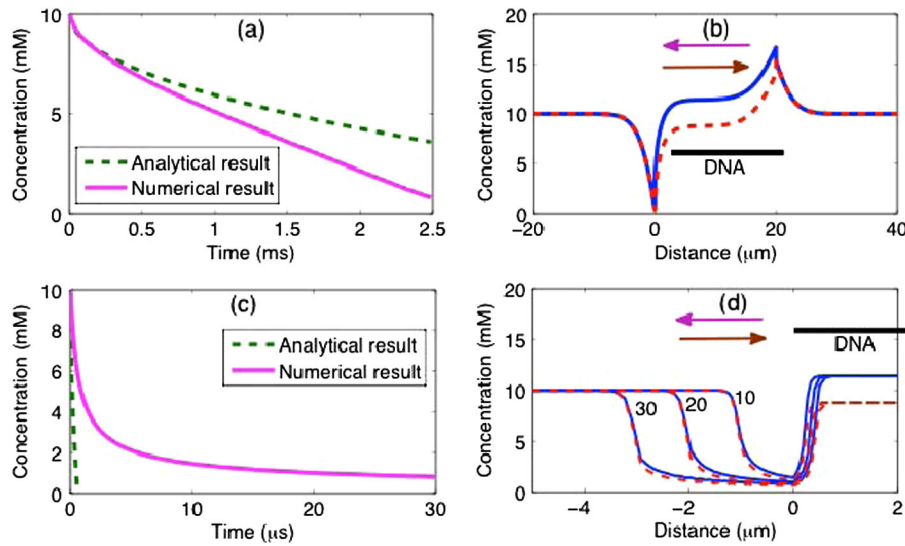 (a)
Concentration (mM)
10
5
0
Analytical result
Numerical result
0 0.5 1 1.5 2 2.5
Time (ms)
(b)
Concentration (mM)
20
15
10
5
0
DNA
−20 0 20 40
Distance (μm)
(c)
Concentration (mM)
10
8
6
4
2
0
Analytical result
Numerical result
0 10 20 30
Time (μs)
(d)
Concentration (mM)
20
15
10
5
0
DNA
30 20 10
−4 −2 0 2
Distance (μm)